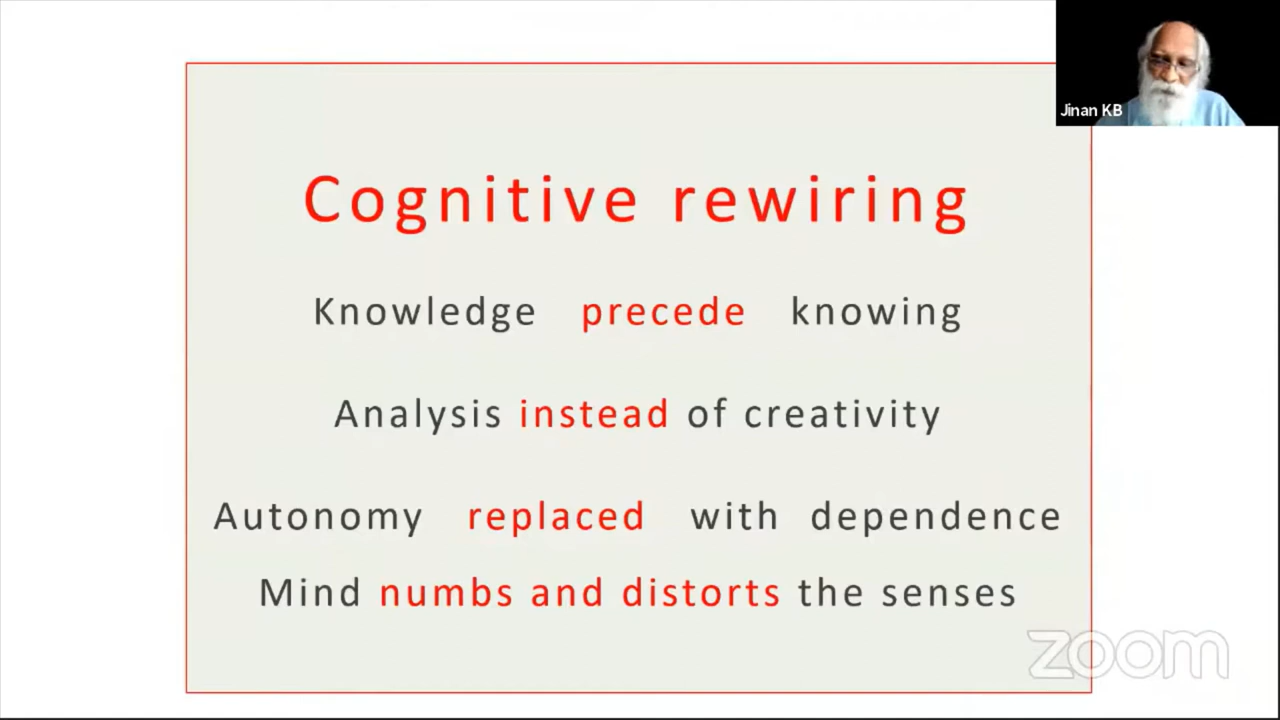 Jinan KB
Cognitive rewiring
Knowledge precede knowing
Analysis instead of creativity
Autonomy replaced with dependence
Mind numbs and distorts the senses
zoom